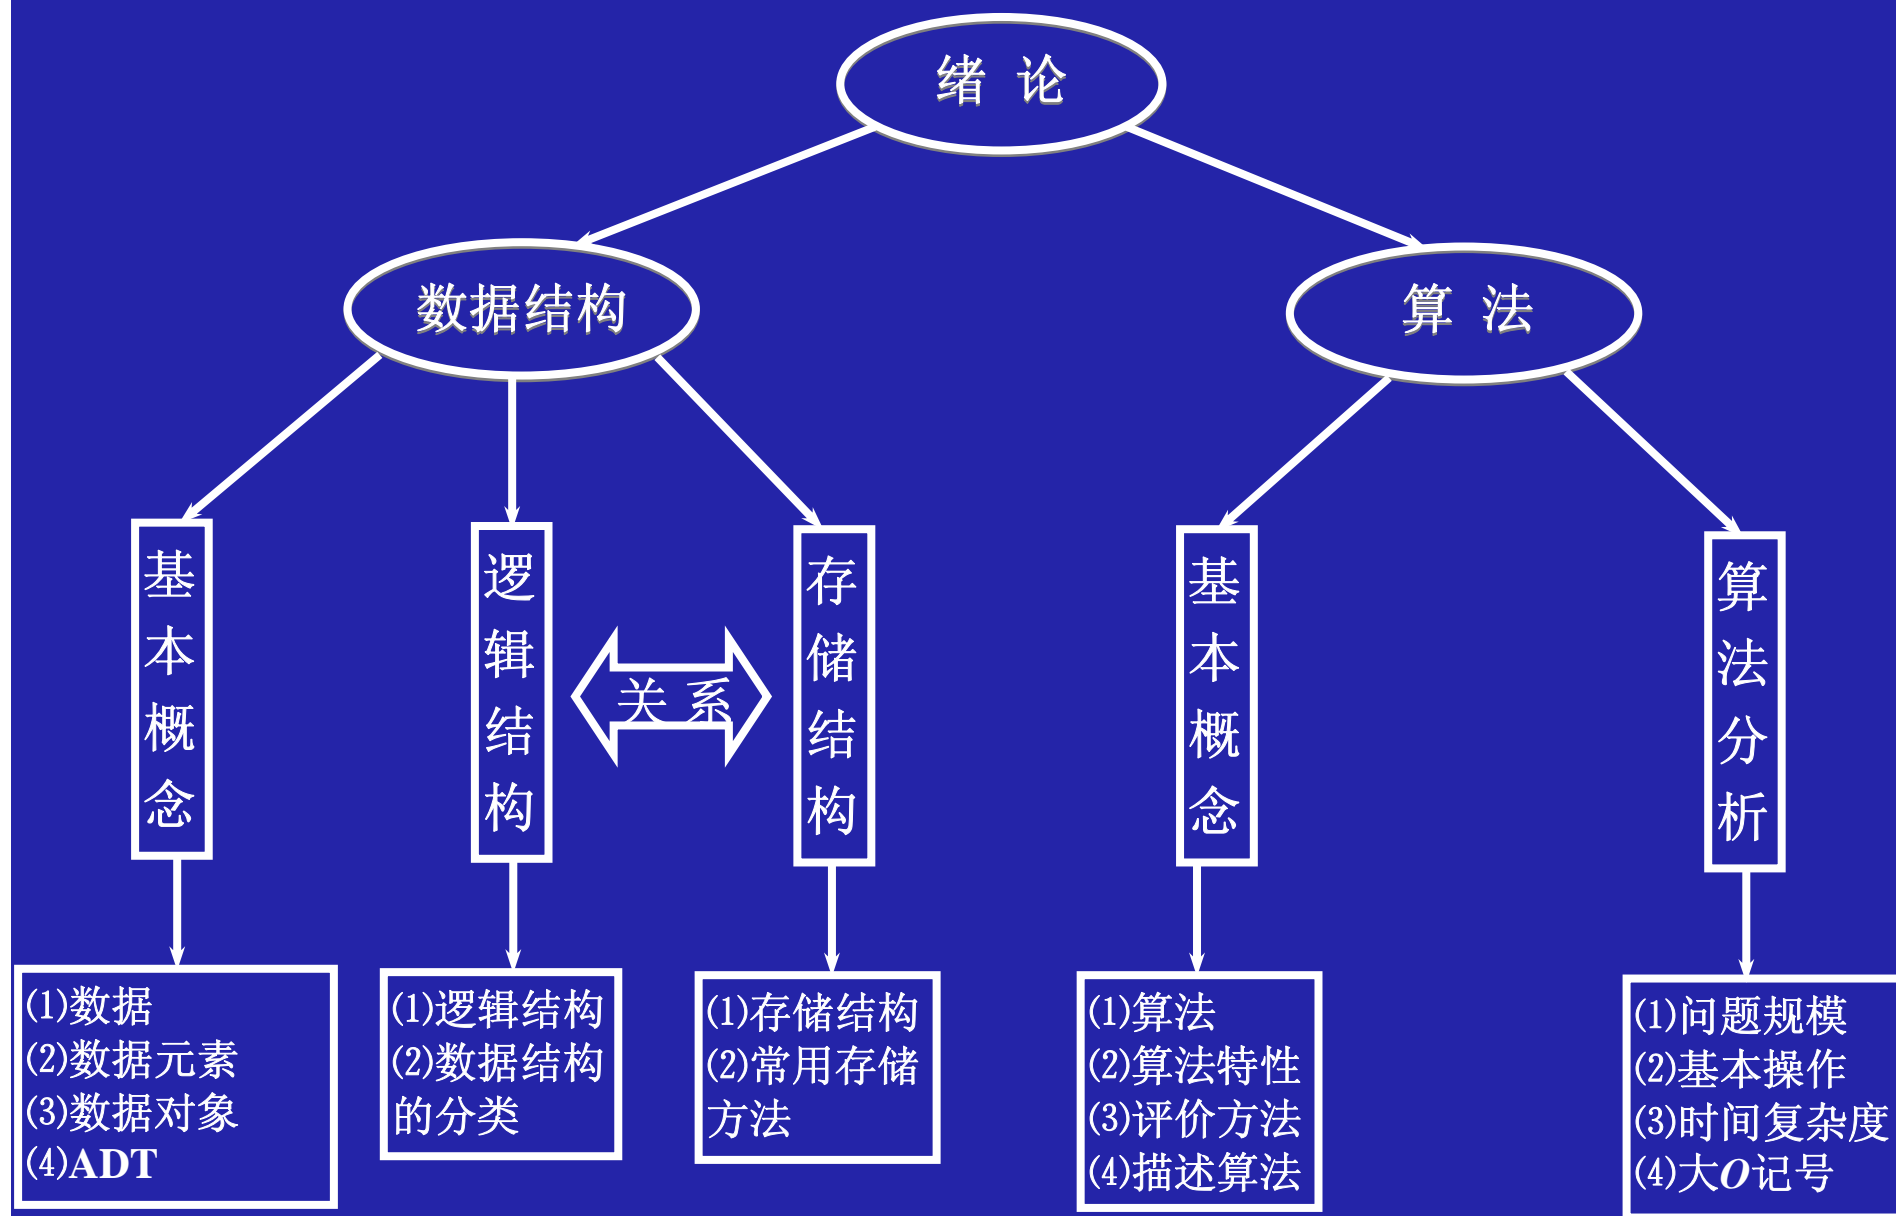 绪 论
数据结构
算 法
基本概念
逻辑结构
关 系
存储结构
基本概念
算法分析
⑴数据
⑵数据元素
⑶数据对象
⑷ADT
⑴逻辑结构
⑵数据结构
的分类
⑴存储结构
⑵常用存储
方法
⑴算法
⑵算法特性
⑶评价方法
⑷描述算法
⑴问题规模
⑵基本操作
⑶时间复杂度
⑷大O记号